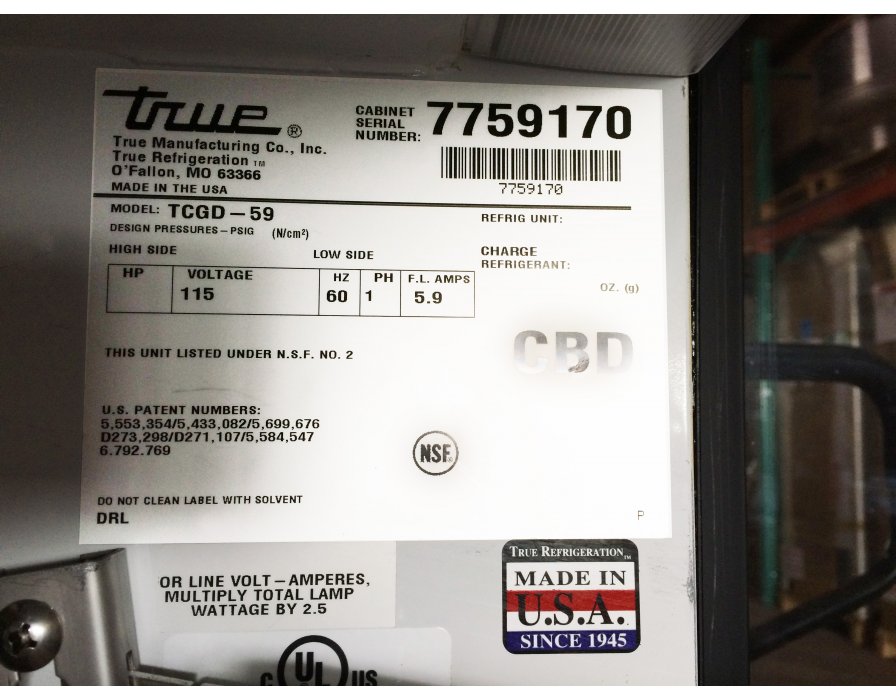 True®
True Manufacturing Co., Inc.
True Refrigeration TM
O'Fallon, MO 63366
MADE IN THE USA
CABINET
SERIAL
NUMBER: 7759170
7759170
MODEL: TCGD-59
REFRIG UNIT:
DESIGN PRESSURES-PSIG (N/cm²)
HIGH SIDE
LOW SIDE
CHARGE
REFRIGERANT:
OZ. (g)
HP VOLTAGE HZ PH F.L. AMPS
115 60 1 5.9
CBD
THIS UNIT LISTED UNDER N.S.F. NO. 2
U.S. PATENT NUMBERS:
5,553,354/5,433,082/5,699,676
D273,298/D271,107/5,584,547
6.792.769
NSF®
DO NOT CLEAN LABEL WITH SOLVENT
DRL
P
OR LINE VOLT-AMPERES,
MULTIPLY TOTAL LAMP
WATTAGE BY 2.5
C UL US
TRUE REFRIGERATION TM
MADE IN
U.S.A.
SINCE 1945